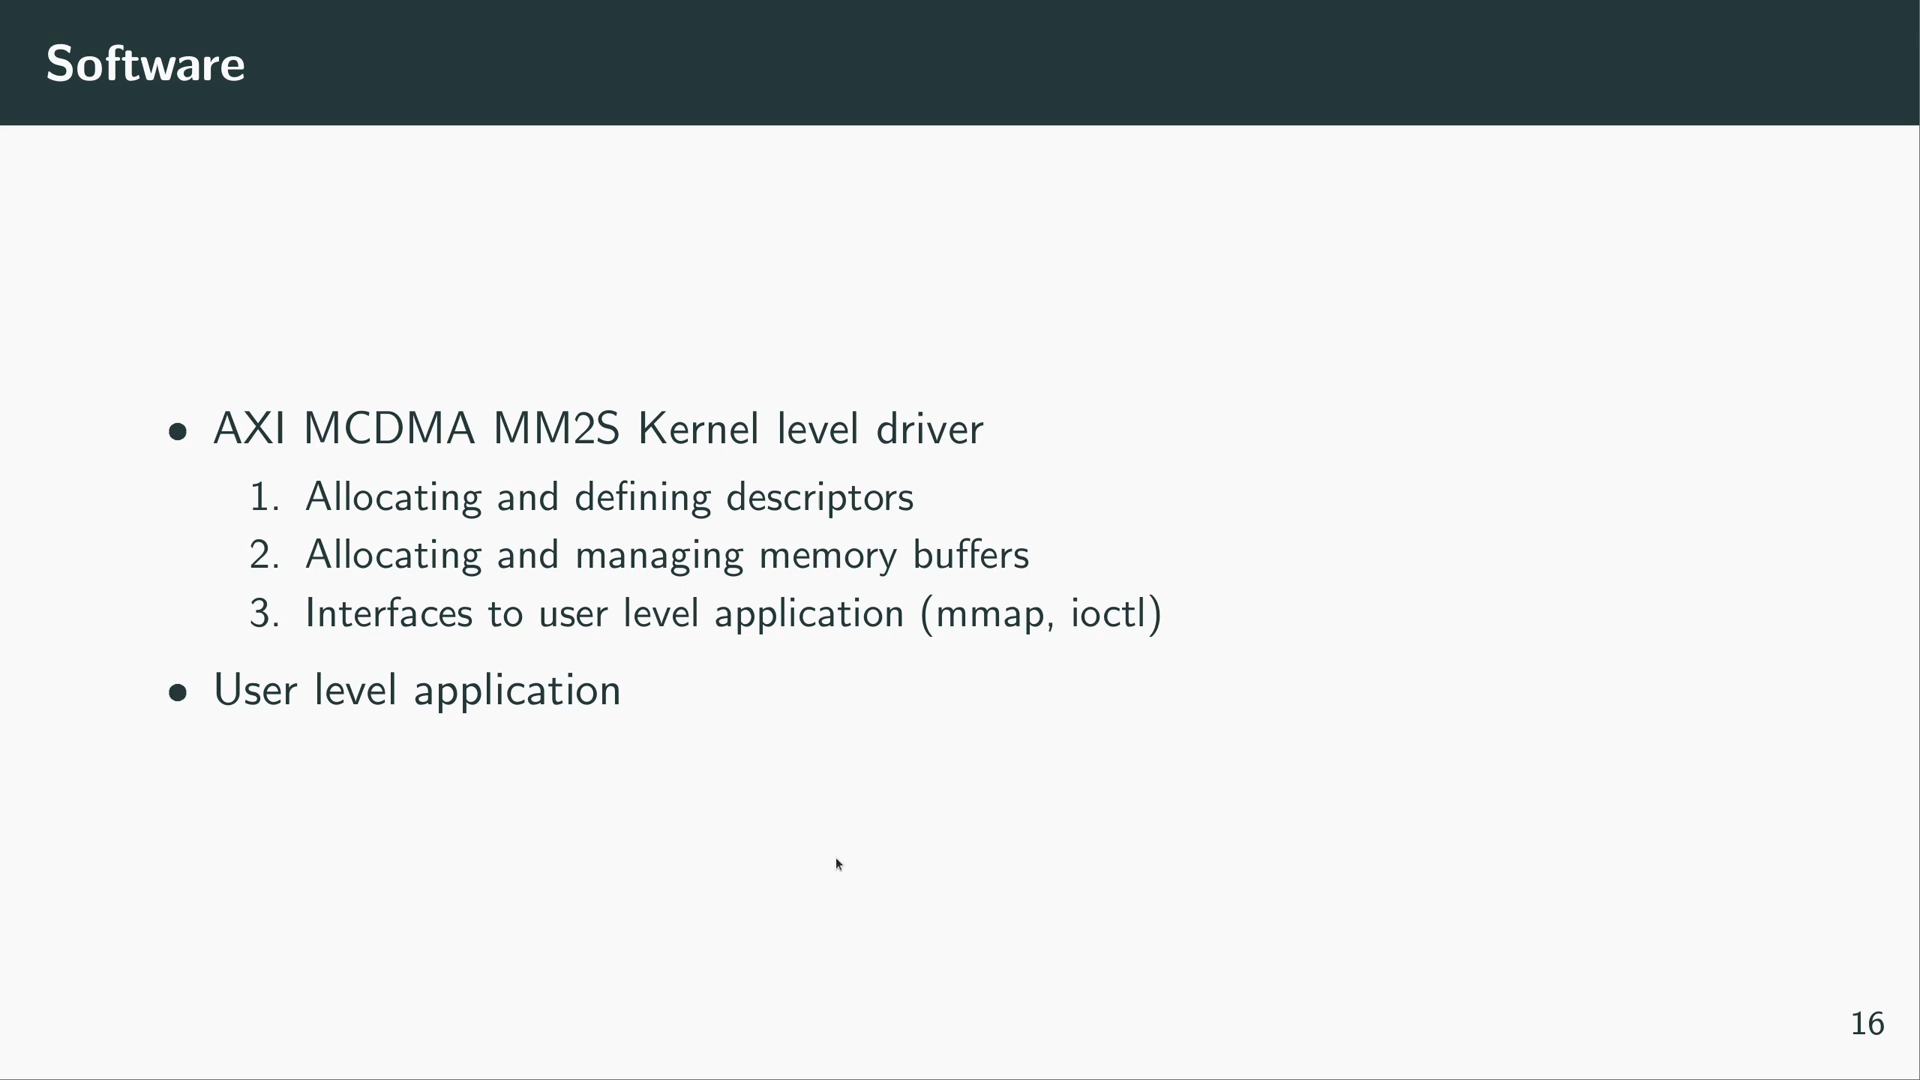 Software
• AXI MCDMA MM2S Kernel level driver
1. Allocating and defining descriptors
2. Allocating and managing memory buffers
3. Interfaces to user level application (mmap, ioctl)
• User level application
16